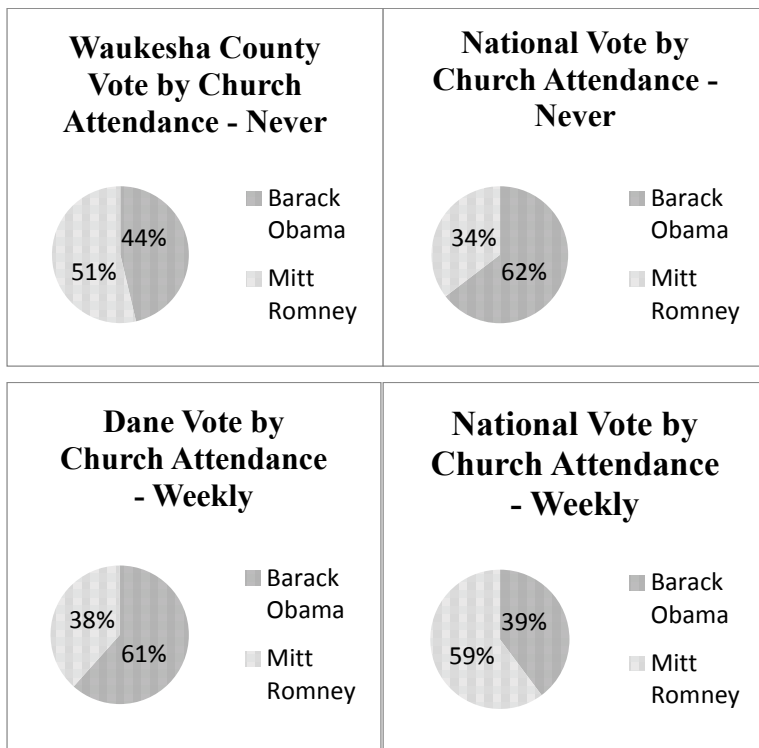 Waukesha County
Vote by Church
Attendance - Never
44%
51%
Barack
Obama
Mitt
Romney
National Vote by
Church Attendance -
Never
34%
62%
Barack
Obama
Mitt
Romney
Dane Vote by
Church Attendance
- Weekly
38%
61%
Barack
Obama
Mitt
Romney
National Vote by
Church Attendance
- Weekly
39%
59%
Barack
Obama
Mitt
Romney